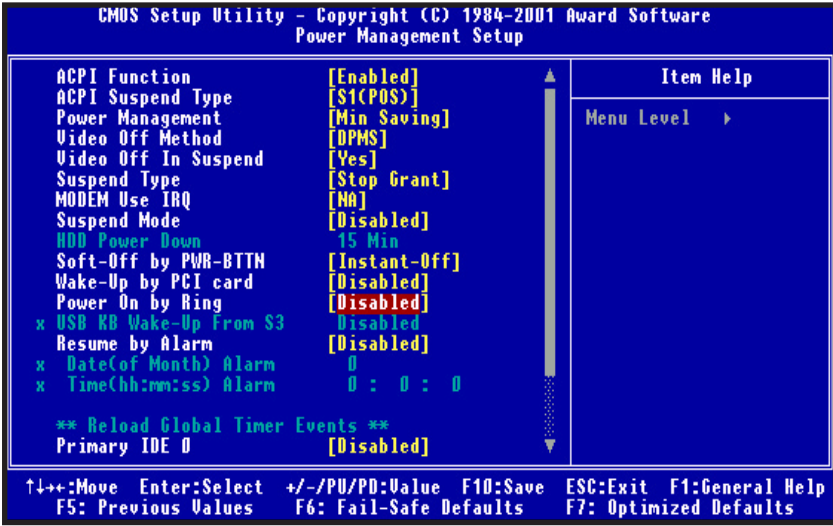 CMOS Setup Utility - Copyright (C) 1984-2001 Award Software
Power Management Setup
ACPI Function [Enabled]
ACPI Suspend Type [S1(POS)]
Power Management [Min Saving]
Video Off Method [DPMS]
Video Off In Suspend [Yes]
Suspend Type [Stop Grant]
MODEM Use IRQ [NA]
Suspend Mode [Disabled]
HDD Power Down 15 Min
Soft-Off by PWR-BTTN [Instant-Off]
Wake-Up by PCI card [Disabled]
Power On by Ring [Disabled]
x USB KB Wake-Up From S3 Disabled
Resume by Alarm [Disabled]
x Date(of Month) Alarm 0
x Time(hh:mm:ss) Alarm 0 : 0 : 0
** Reload Global Timer Events **
Primary IDE 0 [Disabled]
Item Help
Menu Level
↑↓→←:Move Enter:Select +/-/PU/PD:Value F10:Save ESC:Exit F1:General Help
F5: Previous Values F6: Fail-Safe Defaults F7: Optimized Defaults